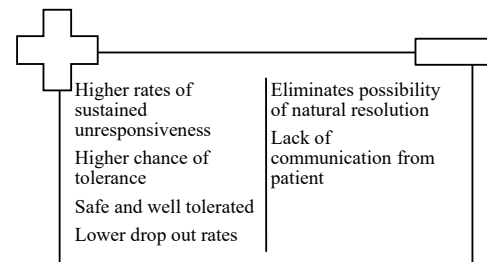 Higher rates of
sustained
unresponsiveness
Higher chance of
tolerance
Safe and well tolerated
Lower drop out rates
Eliminates possibility
of natural resolution
Lack of
communication from
patient